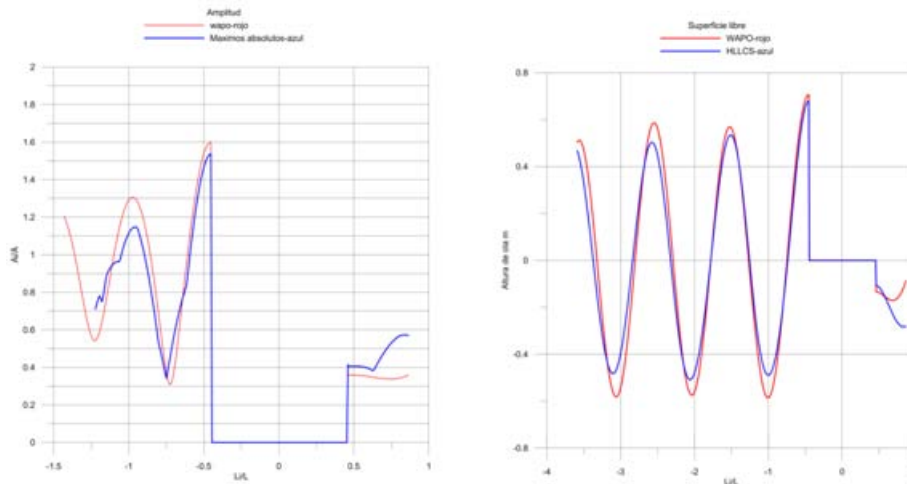 Amplitud
wapo-rojo
Maximos absolutos-azul
2
1.8
1.6
1.4
1.2
1
0.8
0.6
0.4
0.2
0
-1.5
-1
-0.5
0
0.5
1
Ai/A
Li/L
Superficie libre
WAPO-rojo
HLLCS-azul
0.8
0.4
0
-0.4
-0.8
-4
-3
-2
-1
0
Altura de ola m
Li/L